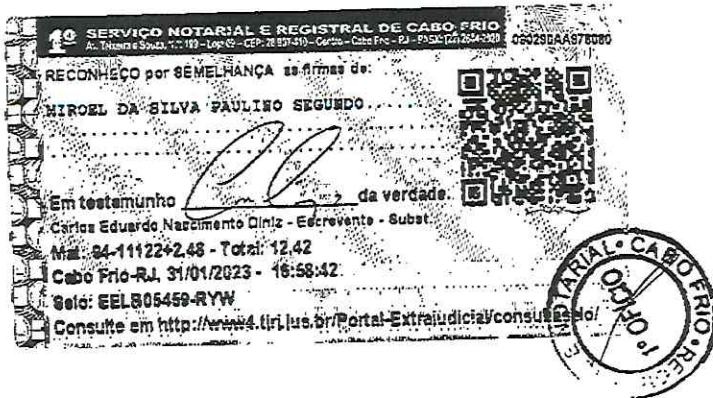 1º SERVIÇO NOTARIAL E REGISTRAL DE CABO FRIO
RECONHEÇO por SEMELHANÇA as firmas de:
MIROEL DA SILVA PAULINO SEGUNDO
Em testemunho da verdade.
Carlos Eduardo Nascimento Diniz - Escrevente - Subst
Mat: 94-11122+2,48 - Total: 12,42
Cabo Frio-RJ, 31/01/2023 - 16:58:42
Selo: EELB05459-RYW
Consulte em http://www4.tjrj.jus.br/Portal-Extrajudicial/consultaselo/
CABO FRIO
1º OFÍCIO